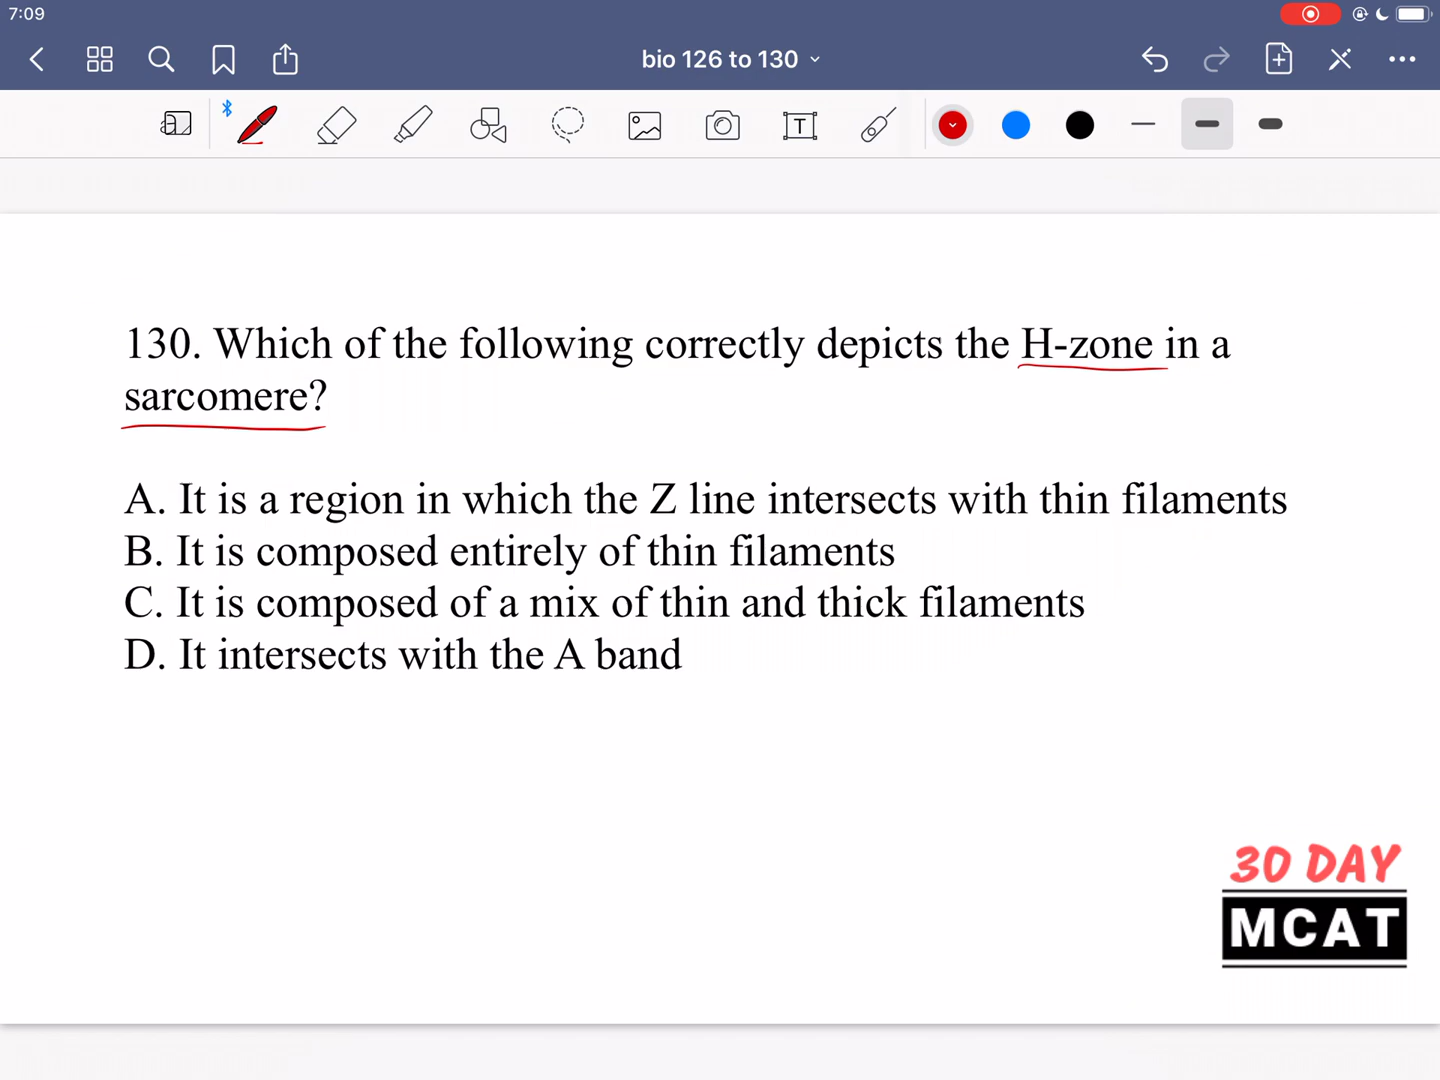 7:09
bio 126 to 130
a
T
130. Which of the following correctly depicts the H-zone in a
sarcomere?
A. It is a region in which the Z line intersects with thin filaments
B. It is composed entirely of thin filaments
C. It is composed of a mix of thin and thick filaments
D. It intersects with the A band
30 DAY
MCAT